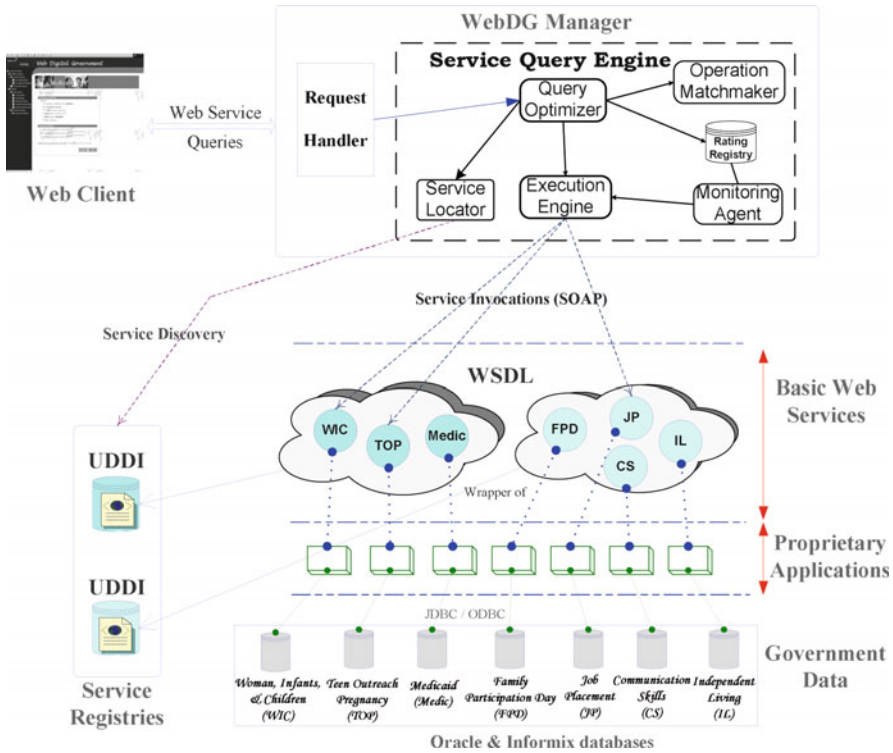 WebDG Manager
Web Digital Government
Service Query Engine
Request
Handler
Query
Optimizer
Operation
Matchmaker
Rating
Registry
Web Service
Queries
Web Client
Service
Locator
Execution
Engine
Monitoring
Agent
Service Invocations (SOAP)
Service Discovery
WSDL
Basic Web
Services
WIC
TOP
Medic
FPD
JP
IL
CS
UDDI
Wrapper of
Proprietary
Applications
UDDI
JDBC / ODBC
Government
Data
Woman, Infants,
& Children
(WIC)
Teen Outreach
Pregnancy
(TOP)
Medicaid
(Medic)
Family
Participation Day
(FPD)
Job
Placement
(JP)
Communication
Skills
(CS)
Independent
Living
(IL)
Service
Registries
Oracle & Informix databases